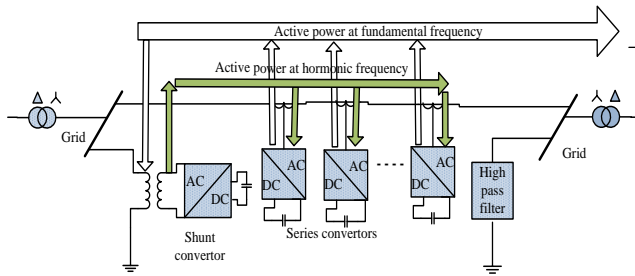 Active power at fundamental frequency
Active power at hormonic frequency
Grid
AC
DC
Shunt
convertor
AC
DC
AC
DC
AC
DC
Series convertors
High
pass
filter
Grid